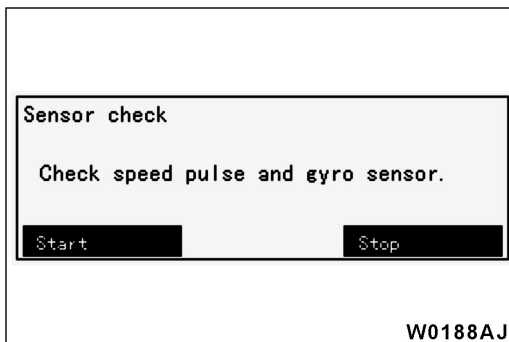 Sensor check
Check speed pulse and gyro sensor.
Start Stop
W0188AJ